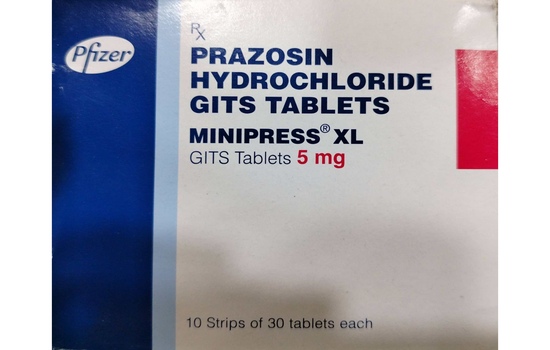 Pfizer
Rx
PRAZOSIN
HYDROCHLORIDE
GITS TABLETS
MINIPRESS® XL
GITS Tablets 5 mg
10 Strips of 30 tablets each